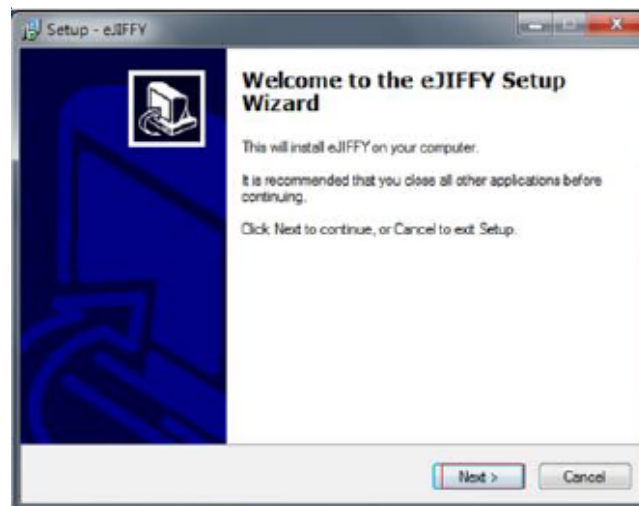 Setup - eJIFFY
Welcome to the eJIFFY Setup
Wizard
This will install eJIFFY on your computer.
It is recommended that you close all other applications before
continuing.
Click Next to continue, or Cancel to exit Setup.
Next >
Cancel